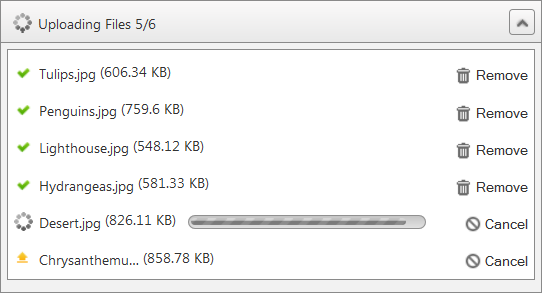 Uploading Files 5/6
Tulips.jpg (606.34 KB) Remove
Penguins.jpg (759.6 KB) Remove
Lighthouse.jpg (548.12 KB) Remove
Hydrangeas.jpg (581.33 KB) Remove
Desert.jpg (826.11 KB) Cancel
Chrysanthemu... (858.78 KB) Cancel